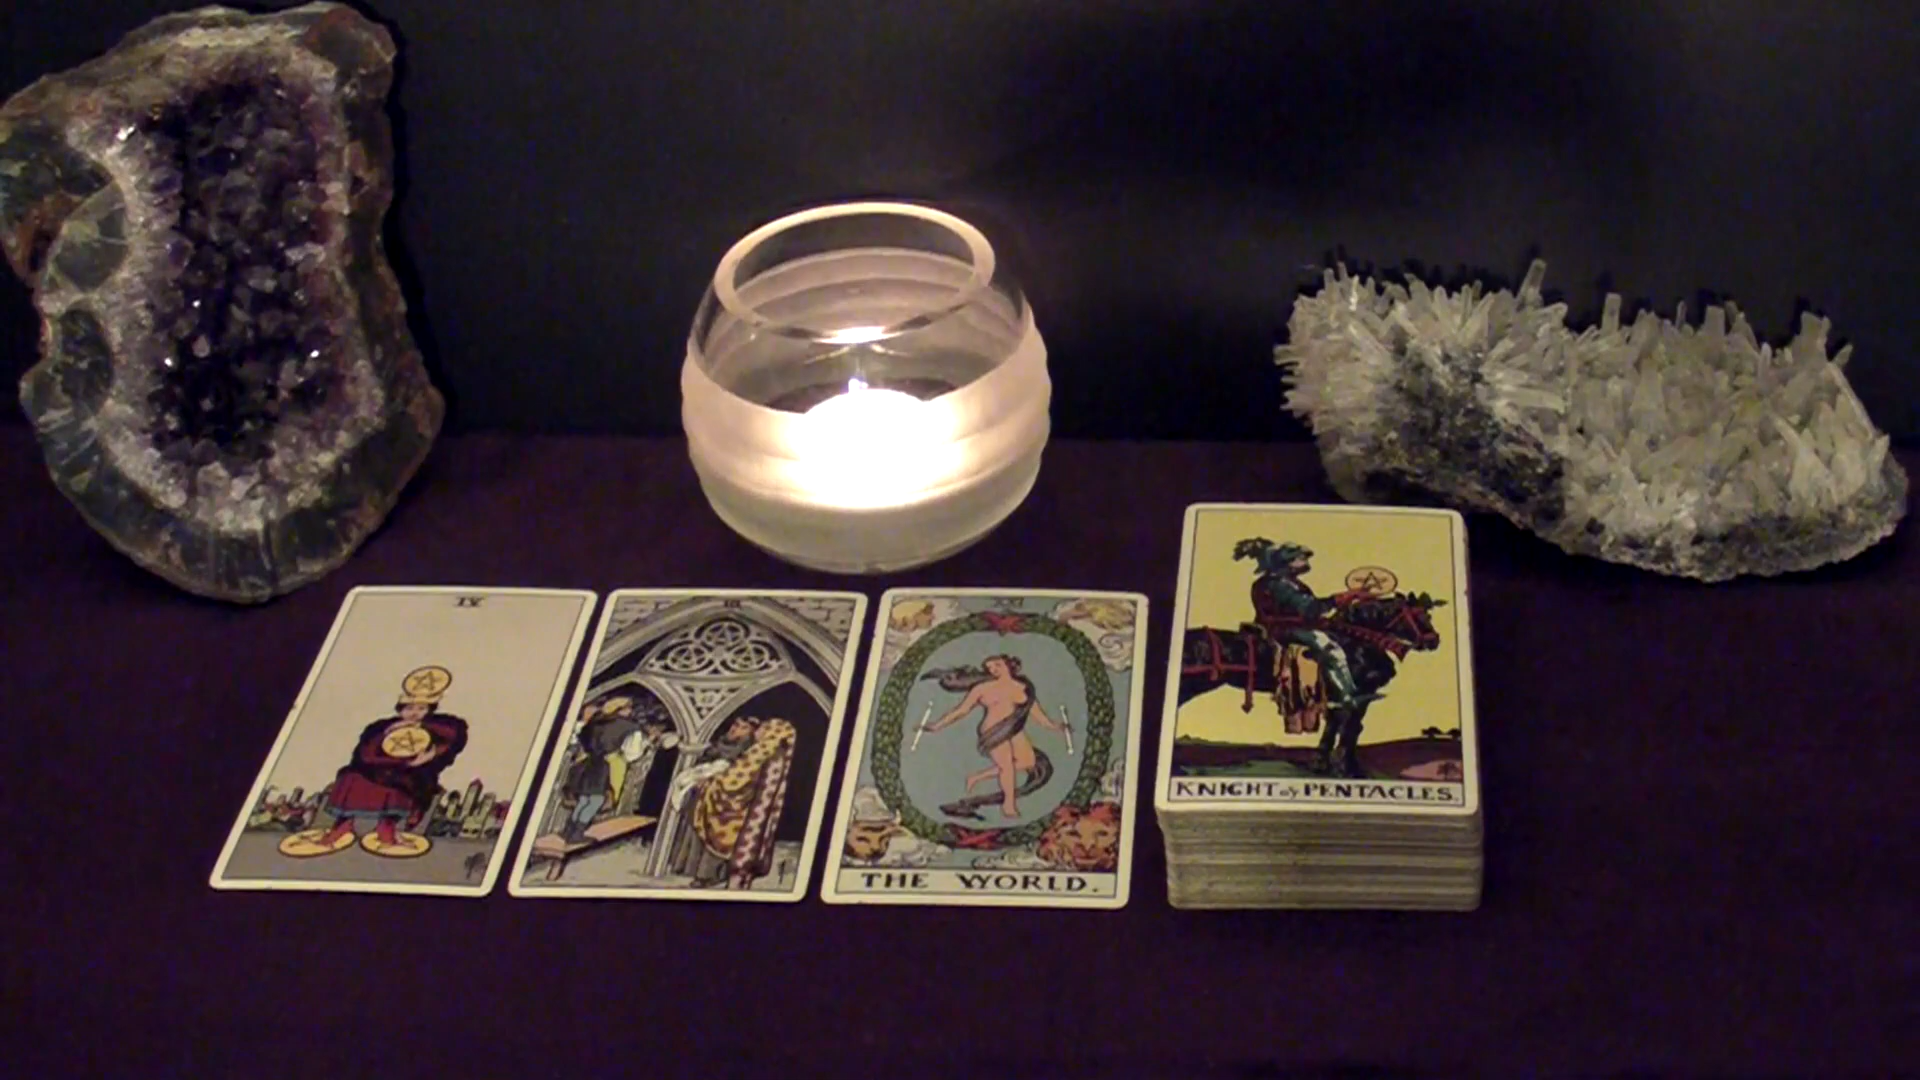 IV
III
XXI
THE WORLD.
KNIGHT of PENTACLES.